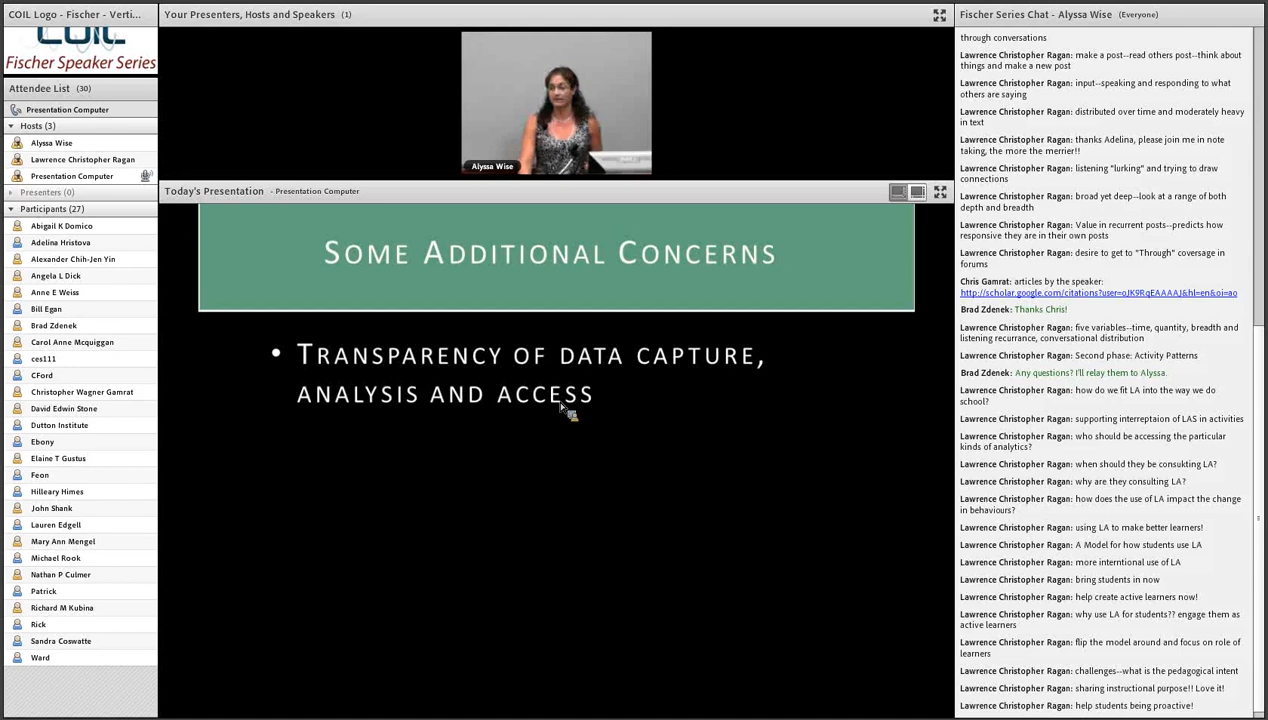 COIL Logo - Fischer - Verti...
COIL
Fischer Speaker Series
Attendee List (30)
Presentation Computer
Hosts (3)
Alyssa Wise
Lawrence Christopher Ragan
Presentation Computer
Presenters (0)
Participants (27)
Abigail K Domico
Adelina Hristova
Alexander Chih-Jen Yin
Angela L Dick
Anne E Weiss
Bill Egan
Brad Zdenek
Carol Anne Mcquiggan
ces111
CFord
Christopher Wagner Gamrat
David Edwin Stone
Dutton Institute
Ebony
Elaine T Gustus
Feon
Hilleary Himes
John Shank
Lauren Edgell
Mary Ann Mengel
Michael Rook
Nathan P Culmer
Patrick
Richard M Kubina
Rick
Sandra Coswatte
Ward
Your Presenters, Hosts and Speakers (1)
Alyssa Wise
Today's Presentation - Presentation Computer
SOME ADDITIONAL CONCERNS
• TRANSPARENCY OF DATA CAPTURE,
ANALYSIS AND ACCESS
Fischer Series Chat - Alyssa Wise (Everyone)
through conversations
Lawrence Christopher Ragan: make a post--read others post--think about
things and make a new post
Lawrence Christopher Ragan: input--speaking and responding to what
others are saying
Lawrence Christopher Ragan: distributed over time and moderately heavy
in text
Lawrence Christopher Ragan: thanks Adelina, please join me in note
taking, the more the merrier!!
Lawrence Christopher Ragan: listening "lurking" and trying to draw
connections
Lawrence Christopher Ragan: broad yet deep--look at a range of both
depth and breadth
Lawrence Christopher Ragan: Value in recurrent posts--predicts how
responsive they are in their own posts
Lawrence Christopher Ragan: desire to get to "Through" coversage in
forums
Chris Gamrat: articles by the speaker:
http://scholar.google.com/citations?user=oJK9RqEAAAAJ&hl=en&oi=ao
Brad Zdenek: Thanks Chris!
Lawrence Christopher Ragan: five variables--time, quantity, breadth and
listening recurrance, conversational distribution
Lawrence Christopher Ragan: Second phase: Activity Patterns
Brad Zdenek: Any questions? I'll relay them to Alyssa.
Lawrence Christopher Ragan: how do we fit LA into the way we do
school?
Lawrence Christopher Ragan: supporting interreptaion of LAS in activities
Lawrence Christopher Ragan: who should be accessing the particular
kinds of analytics?
Lawrence Christopher Ragan: when should they be consukting LA?
Lawrence Christopher Ragan: why are they consulting LA?
Lawrence Christopher Ragan: how does the use of LA impact the change
in behaviours?
Lawrence Christopher Ragan: using LA to make better learners!
Lawrence Christopher Ragan: A Model for how students use LA
Lawrence Christopher Ragan: more interntional use of LA
Lawrence Christopher Ragan: bring students in now
Lawrence Christopher Ragan: help create active learners now!
Lawrence Christopher Ragan: why use LA for students?? engage them as
active learners
Lawrence Christopher Ragan: flip the model around and focus on role of
learners
Lawrence Christopher Ragan: challenges--what is the pedagogical intent
Lawrence Christopher Ragan: sharing instructional purpose!! Love it!
Lawrence Christopher Ragan: help students being proactive!